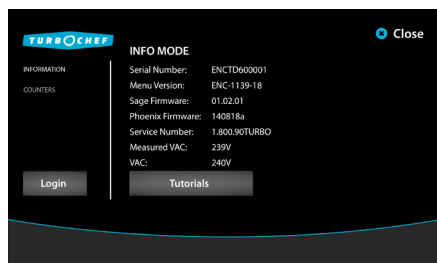 TURBOCHEF
Close
INFO MODE
INFORMATION
COUNTERS
Serial Number: ENCTD600001
Menu Version: ENC-1139-18
Sage Firmware: 01.02.01
Phoenix Firmware: 140818a
Service Number: 1.800.90TURBO
Measured VAC: 239V
VAC: 240V
Login
Tutorials